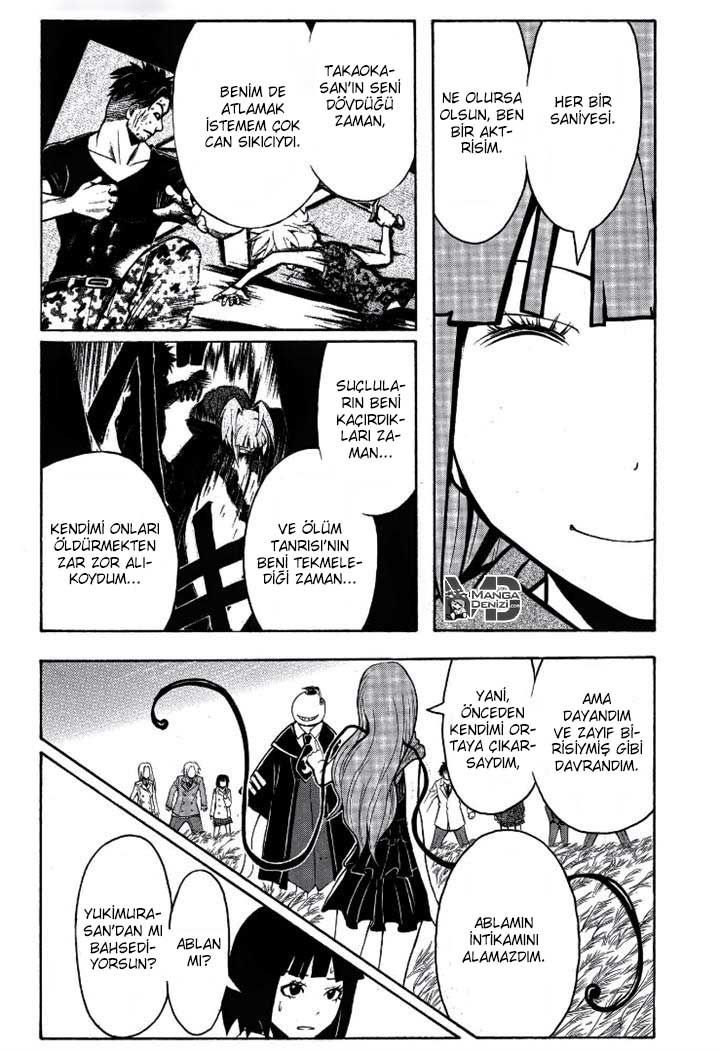 HER BİR
SANİYESİ.
NE OLURSA
OLSUN, BEN
BİR AKT-
RİSİM.
TAKAOKA-
SAN'IN SENİ
DÖVDÜĞÜ
ZAMAN,
BENİM DE
ATLAMAK
İSTEMEM ÇOK
CAN SIKICIYDI.
SUÇLULA-
RIN BENİ
KAÇIRDIK-
LARI ZA-
MAN...
VE ÖLÜM
TANRISI'NIN
BENİ TEKMELE-
DİĞİ ZAMAN...
KENDİMİ ONLARI
ÖLDÜRMEKTEN
ZAR ZOR ALI-
KOYDUM...
MANGA
DENİZİ.com
AMA
DAYANDIM
VE ZAYIF Bİ-
RİSİYMİŞ GİBİ
DAVRANDIM.
YANİ,
ÖNCEDEN
KENDİMİ OR-
TAYA ÇIKAR-
SAYDIM,
ABLAMIN
İNTİKAMINI
ALAMAZDIM.
ABLAN
MI?
YUKİMURA-
SAN'DAN MI
BAHSEDİ-
YORSUN?